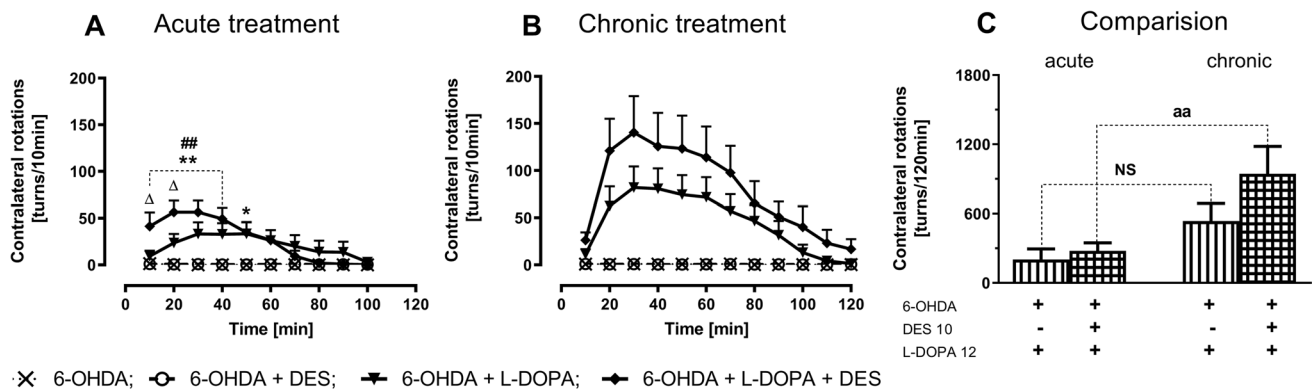 A Acute treatment
Contralateral rotations
[turns/10min]
200
150
100
50
0
##
**
Δ
Δ
*
0 20 40 60 80 100 120
Time [min]
B Chronic treatment
Contralateral rotations
[turns/10min]
200
150
100
50
0
0 20 40 60 80 100 120
Time [min]
C Comparision
acute chronic
Contralateral rotations
[turns/120min]
1800
1200
600
0
aa
NS
6-OHDA + + + +
DES 10 - + - +
L-DOPA 12 + + + +
6-OHDA; 6-OHDA + DES; 6-OHDA + L-DOPA; 6-OHDA + L-DOPA + DES